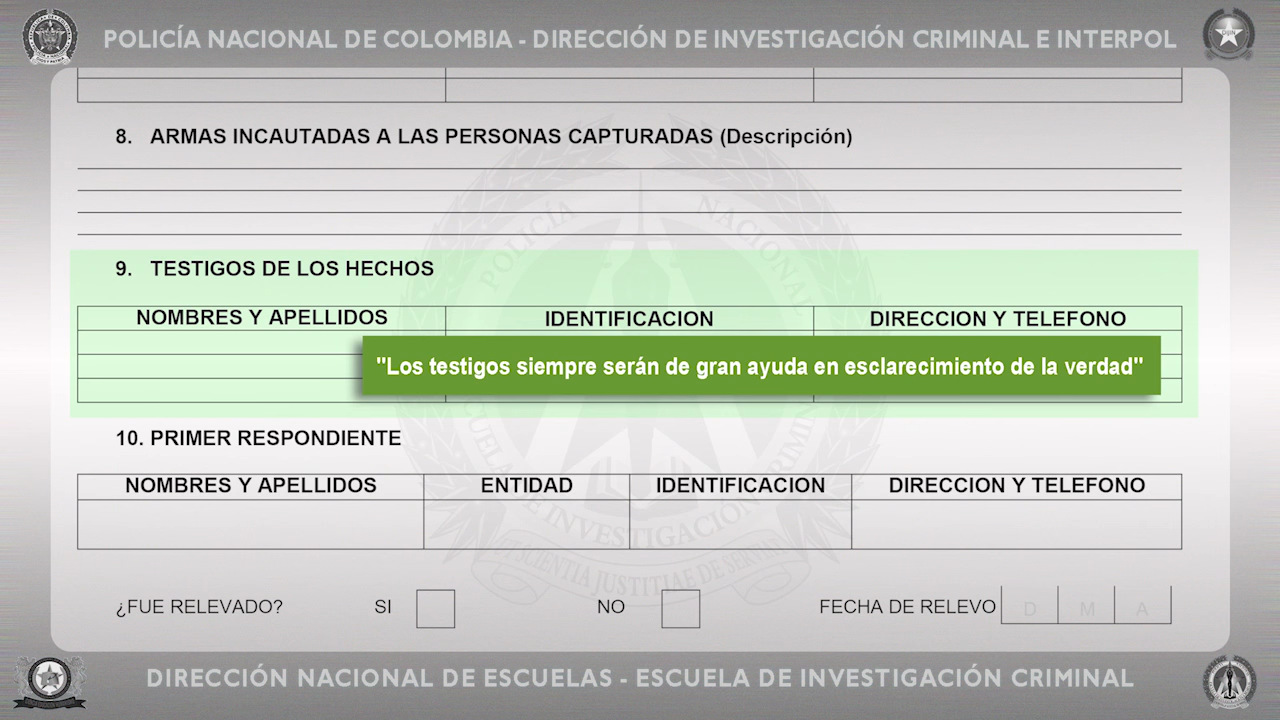 POLICÍA NACIONAL DE COLOMBIA - DIRECCIÓN DE INVESTIGACIÓN CRIMINAL E INTERPOL
8. ARMAS INCAUTADAS A LAS PERSONAS CAPTURADAS (Descripción)
9. TESTIGOS DE LOS HECHOS
NOMBRES Y APELLIDOS IDENTIFICACION DIRECCION Y TELEFONO
"Los testigos siempre serán de gran ayuda en esclarecimiento de la verdad"
10. PRIMER RESPONDIENTE
NOMBRES Y APELLIDOS ENTIDAD IDENTIFICACION DIRECCION Y TELEFONO
¿FUE RELEVADO? SI NO FECHA DE RELEVO D M A
POLICÍA NACIONAL
DIRECCIÓN NACIONAL DE ESCUELAS - ESCUELA DE INVESTIGACIÓN CRIMINAL